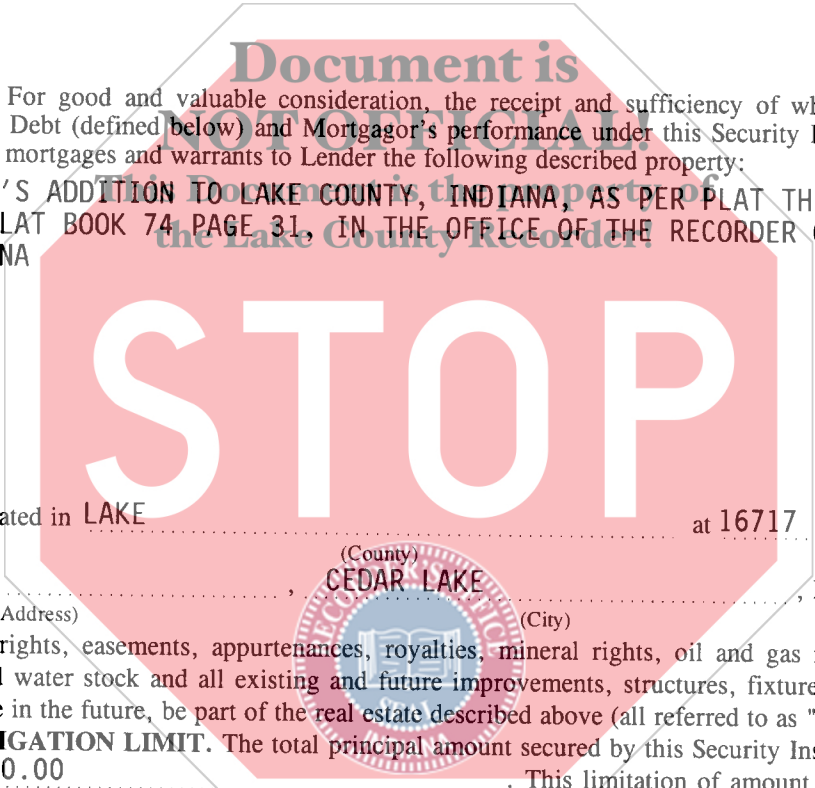 Document is
For good and valuable consideration, the receipt and sufficiency of
NOT OFFICIAL!
Debt (defined below) and Mortgagor's performance under this Security
mortgages and warrants to Lender the following described property:
This Document is the property of
'S ADDITION TO LAKE COUNTY, INDIANA, AS PER PLAT TH
LAT BOOK 74 PAGE 31, IN THE OFFICE OF THE RECORDER
the Lake County Recorder!
NA
STOP
ated in LAKE at 16717
(County)
, CEDAR LAKE ,
Address) (City)
rights, easements, appurtenances, royalties, mineral rights, oil and gas
water stock and all existing and future improvements, structures, fixture
in the future, be part of the real estate described above (all referred to as "
IGATION LIMIT. The total principal amount secured by this Security Ins
0.00 . This limitation of amount
RECORDER'S OFFICE
SEAL
INDIANA